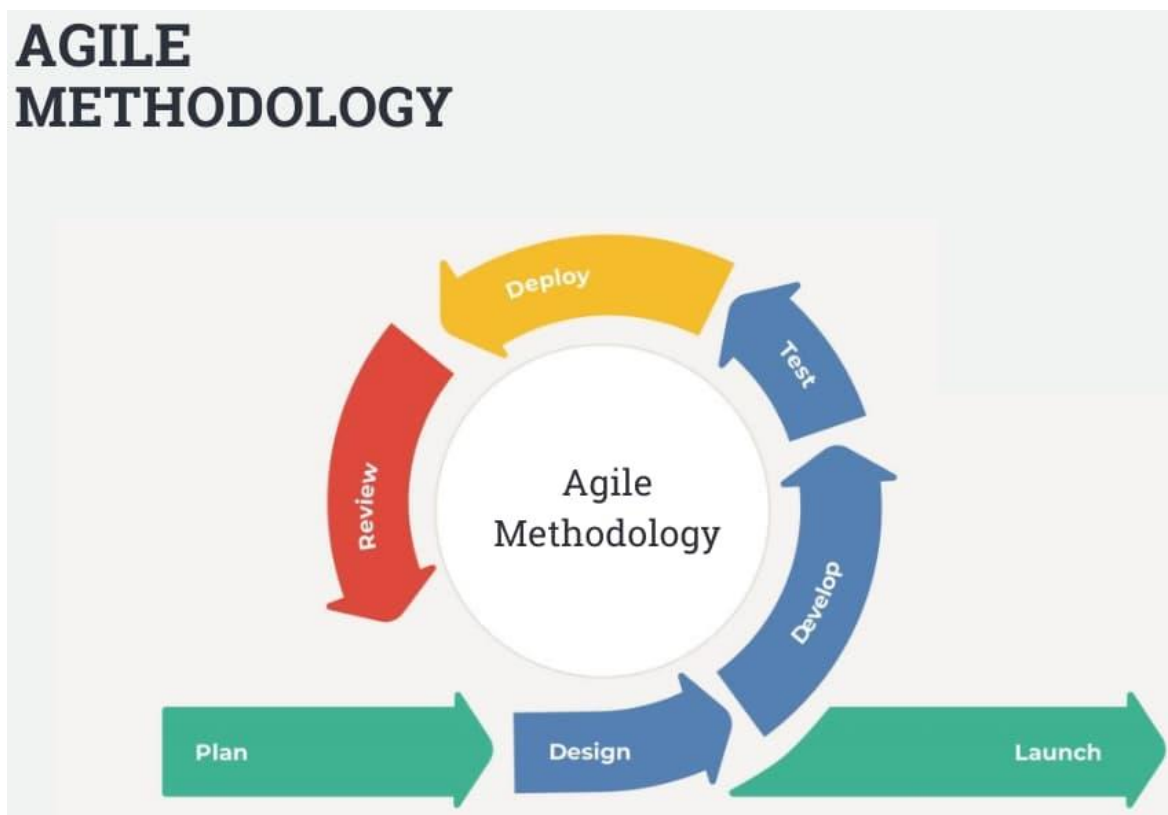 AGILE
METHODOLOGY
Deploy
Test
Review
Agile
Methodology
Develop
Plan
Design
Launch